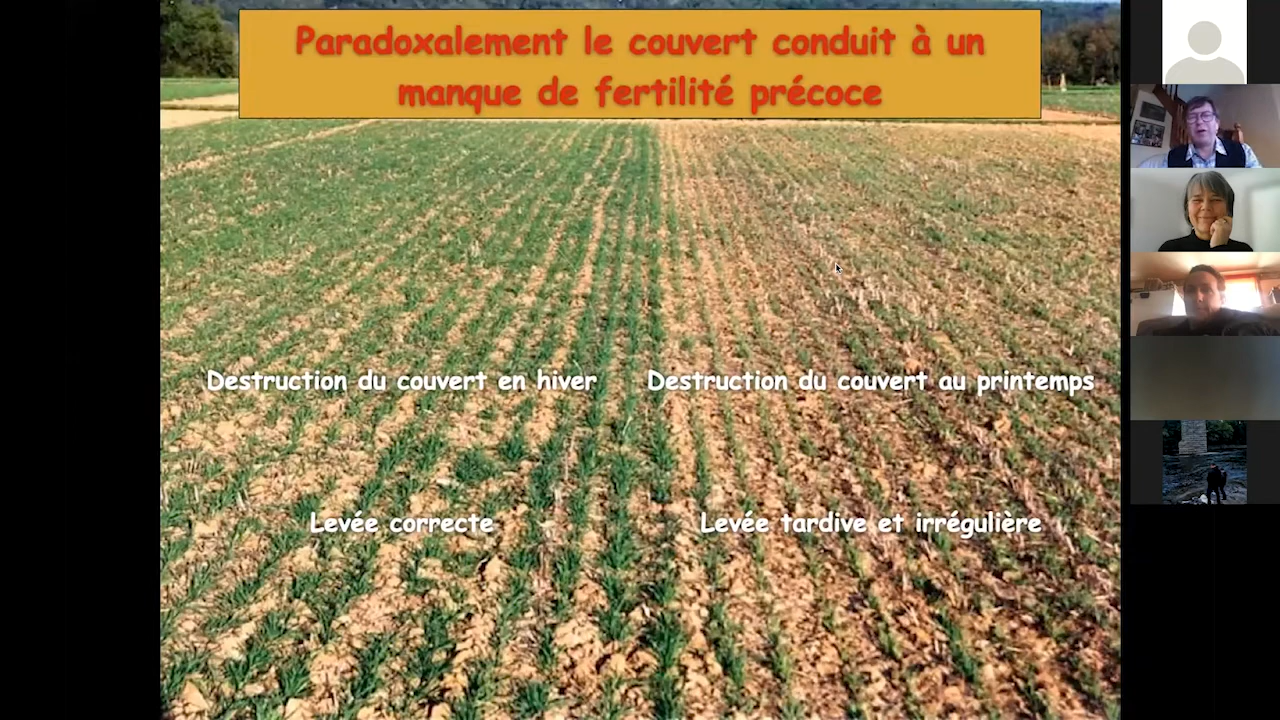 Paradoxalement le couvert conduit à un
manque de fertilité précoce
Destruction du couvert en hiver
Destruction du couvert au printemps
Levée correcte
Levée tardive et irrégulière